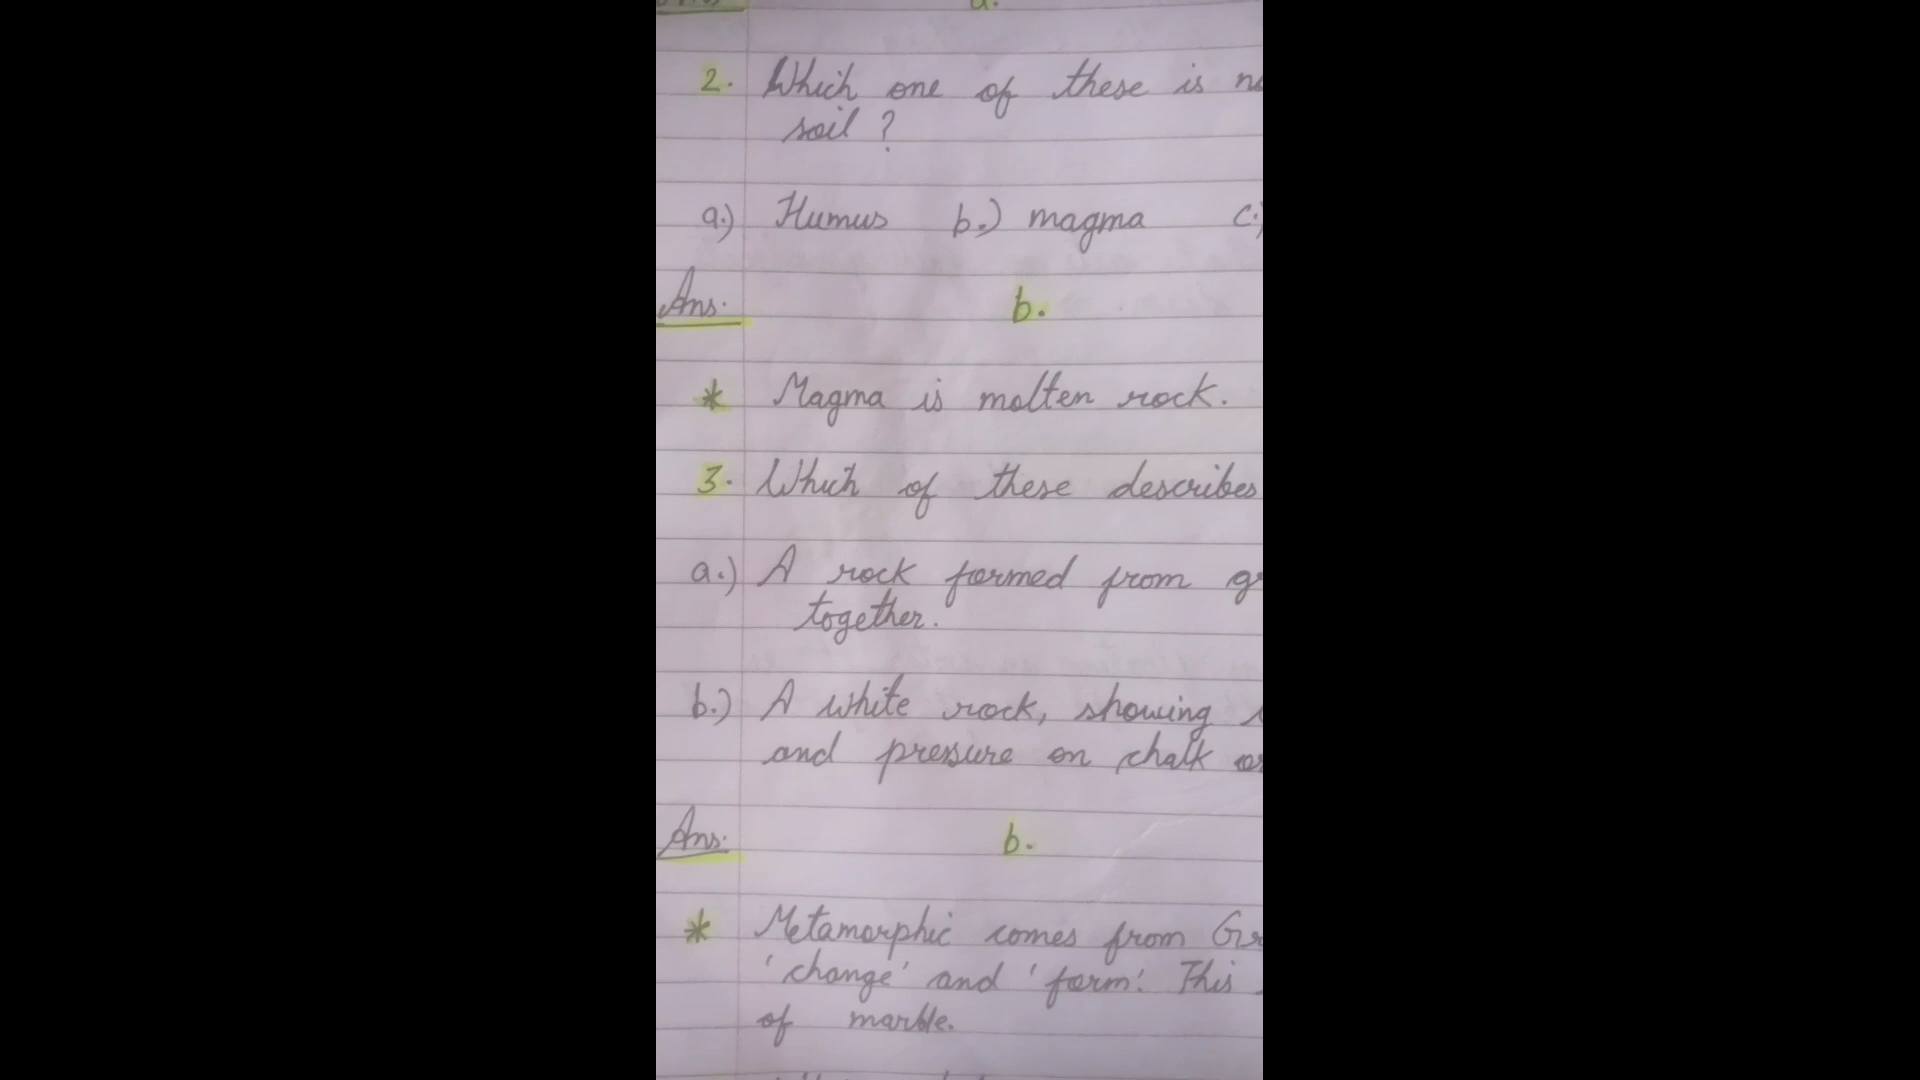 2. Which one of these is
soil ?
a.) Humus b.) magma c.)
Ans. b.
* Magma is molten rock.
3. Which of these describes
a.) A rock formed from
together.
b.) A white rock, showing
and pressure on chalk
Ans. b.
* Metamorphic comes from
'change' and 'form'. This
of marble.